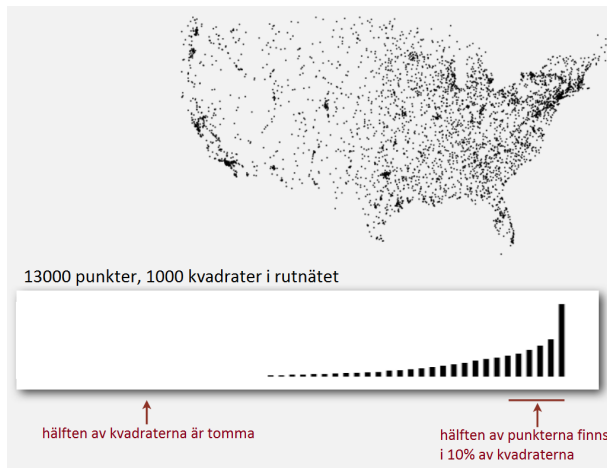 13000 punkter, 1000 kvadrater i rutnätet
hälften av kvadraterna är tomma
hälften av punkterna finns
i 10% av kvadraterna